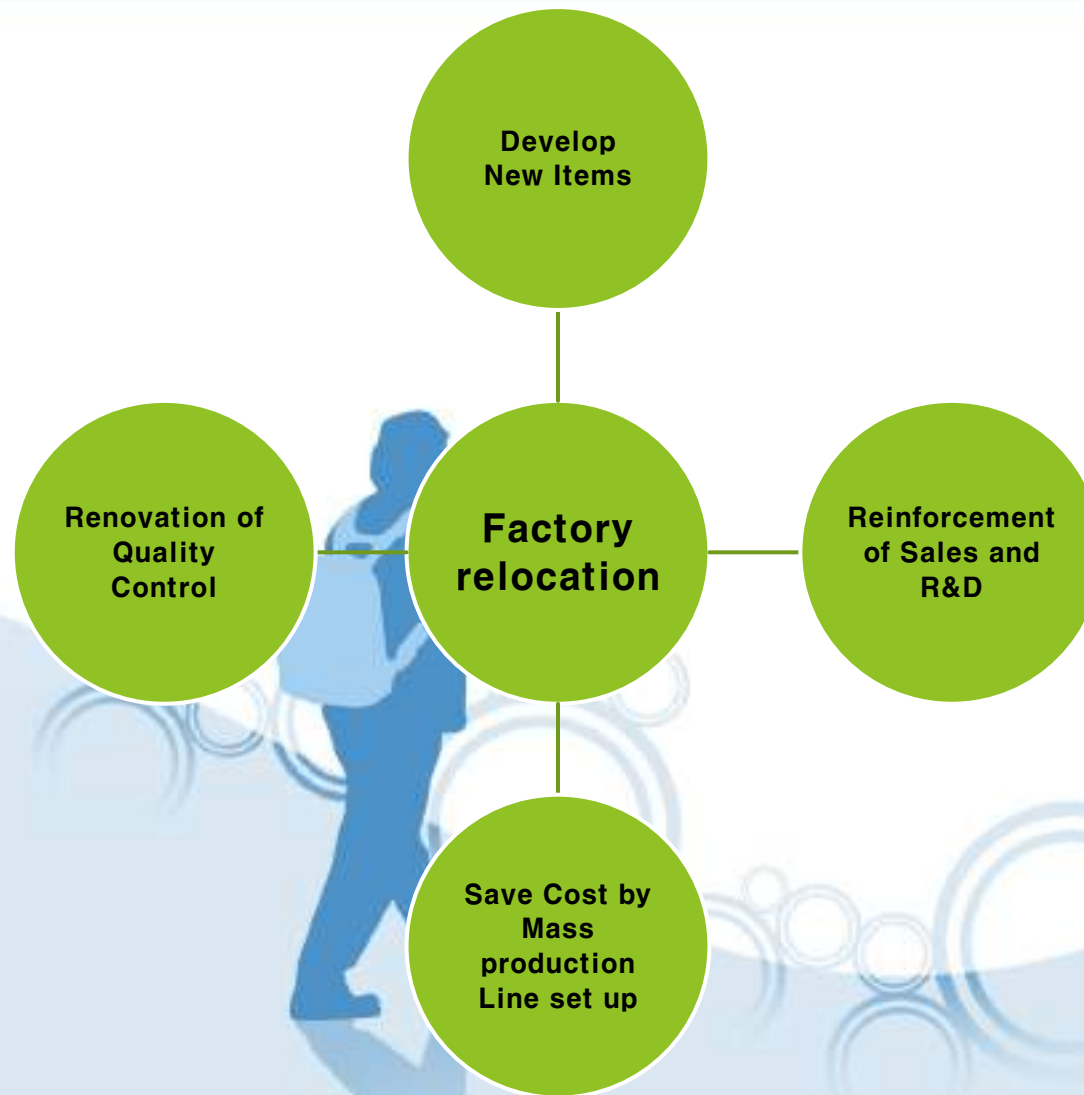 Develop
New Items
Renovation of
Quality
Control
Factory
relocation
Reinforcement
of Sales and
R&D
Save Cost by
Mass
production
Line set up